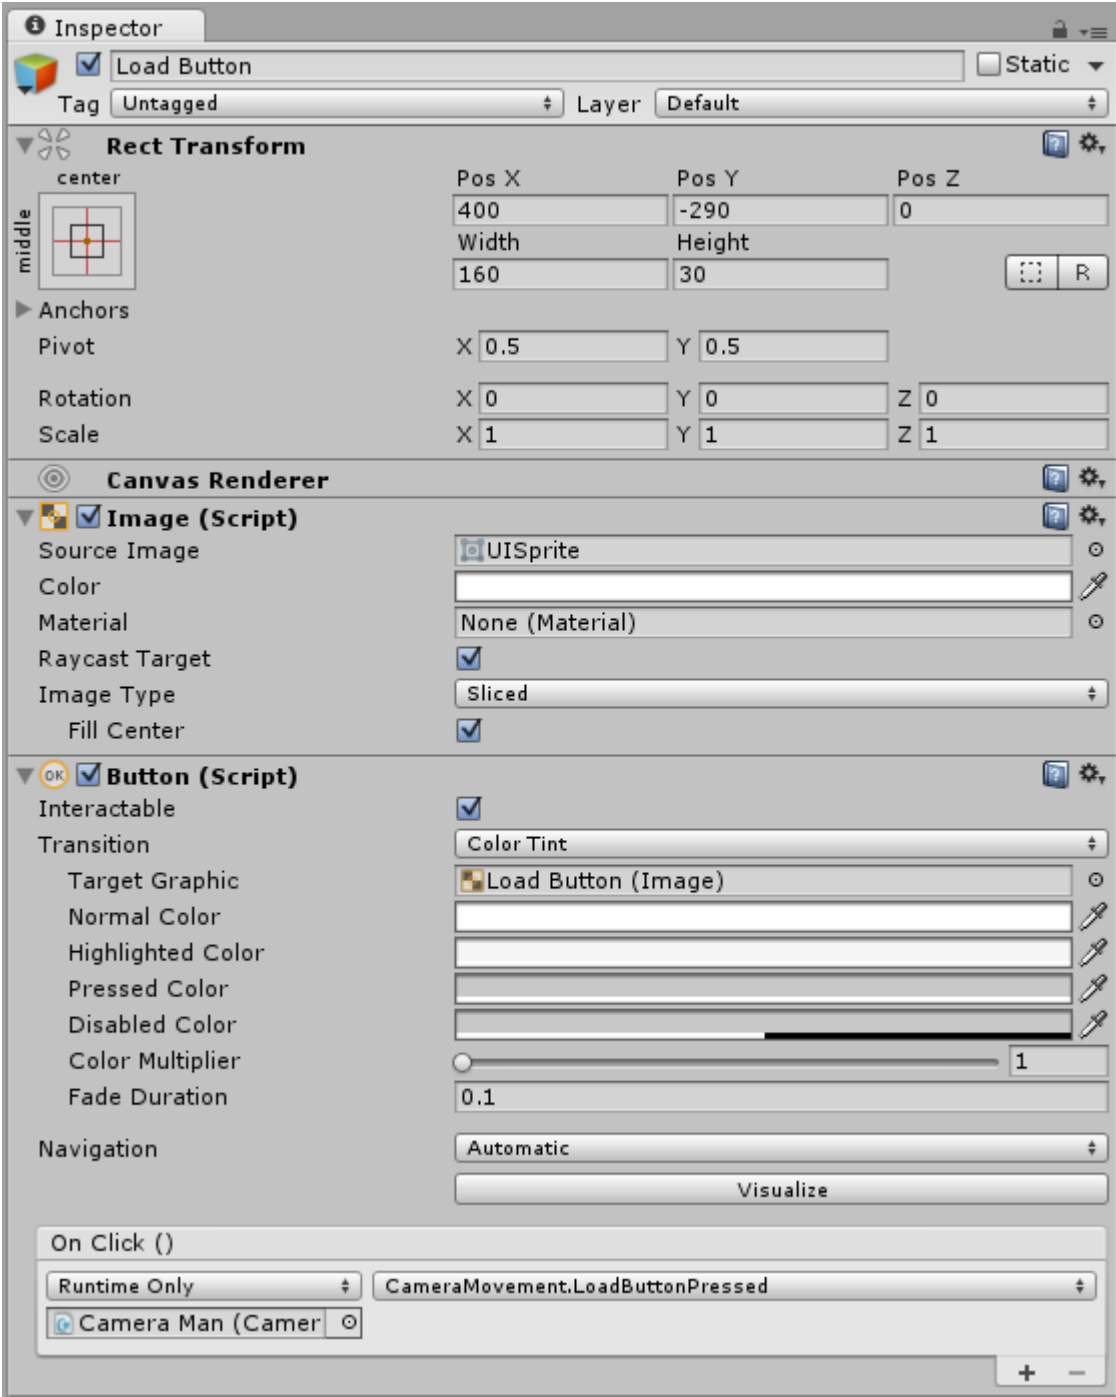 Inspector
Load Button Static
Tag Untagged Layer Default
Rect Transform
center Pos X Pos Y Pos Z
middle 400 -290 0
Width Height
160 30 R
Anchors
Pivot X 0.5 Y 0.5
Rotation X 0 Y 0 Z 0
Scale X 1 Y 1 Z 1
Canvas Renderer
Image (Script)
Source Image UISprite
Color
Material None (Material)
Raycast Target
Image Type Sliced
Fill Center
OK Button (Script)
Interactable
Transition Color Tint
Target Graphic Load Button (Image)
Normal Color
Highlighted Color
Pressed Color
Disabled Color
Color Multiplier 1
Fade Duration 0.1
Navigation Automatic
Visualize
On Click ()
Runtime Only CameraMovement.LoadButtonPressed
Camera Man (Camer